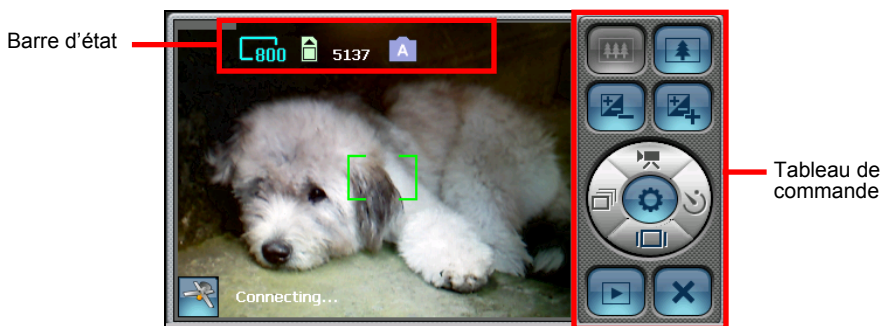 Barre d’état
800
5137
A
Tableau de
commande
Connecting...